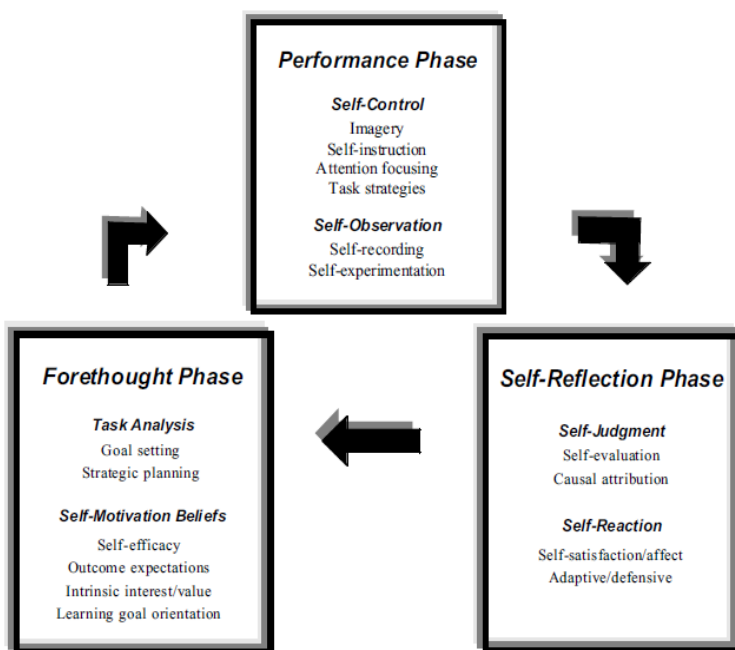 Performance Phase
Self-Control
Imagery
Self-instruction
Attention focusing
Task strategies
Self-Observation
Self-recording
Self-experimentation
Forethought Phase
Task Analysis
Goal setting
Strategic planning
Self-Motivation Beliefs
Self-efficacy
Outcome expectations
Intrinsic interest/value
Learning goal orientation
Self-Reflection Phase
Self-Judgment
Self-evaluation
Causal attribution
Self-Reaction
Self-satisfaction/affect
Adaptive/defensive